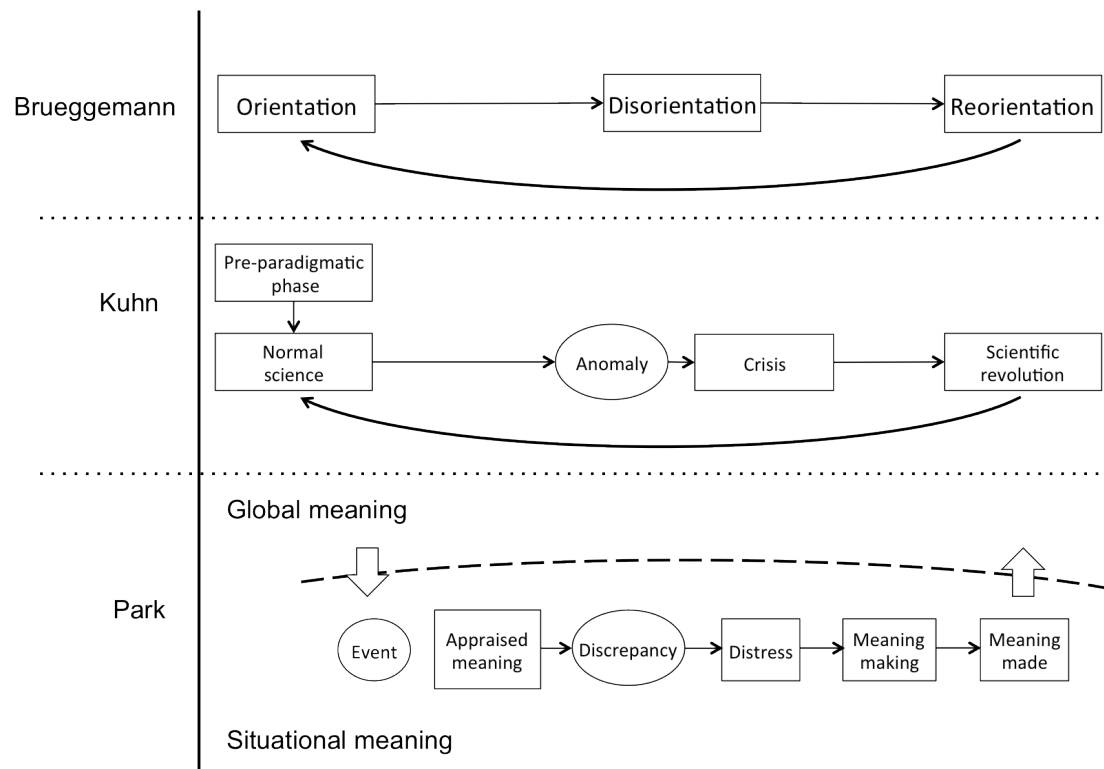 Brueggemann
Orientation
Disorientation
Reorientation
Kuhn
Pre-paradigmatic
phase
Normal
science
Anomaly
Crisis
Scientific
revolution
Park
Global meaning
Event
Appraised
meaning
Discrepancy
Distress
Meaning
making
Meaning
made
Situational meaning